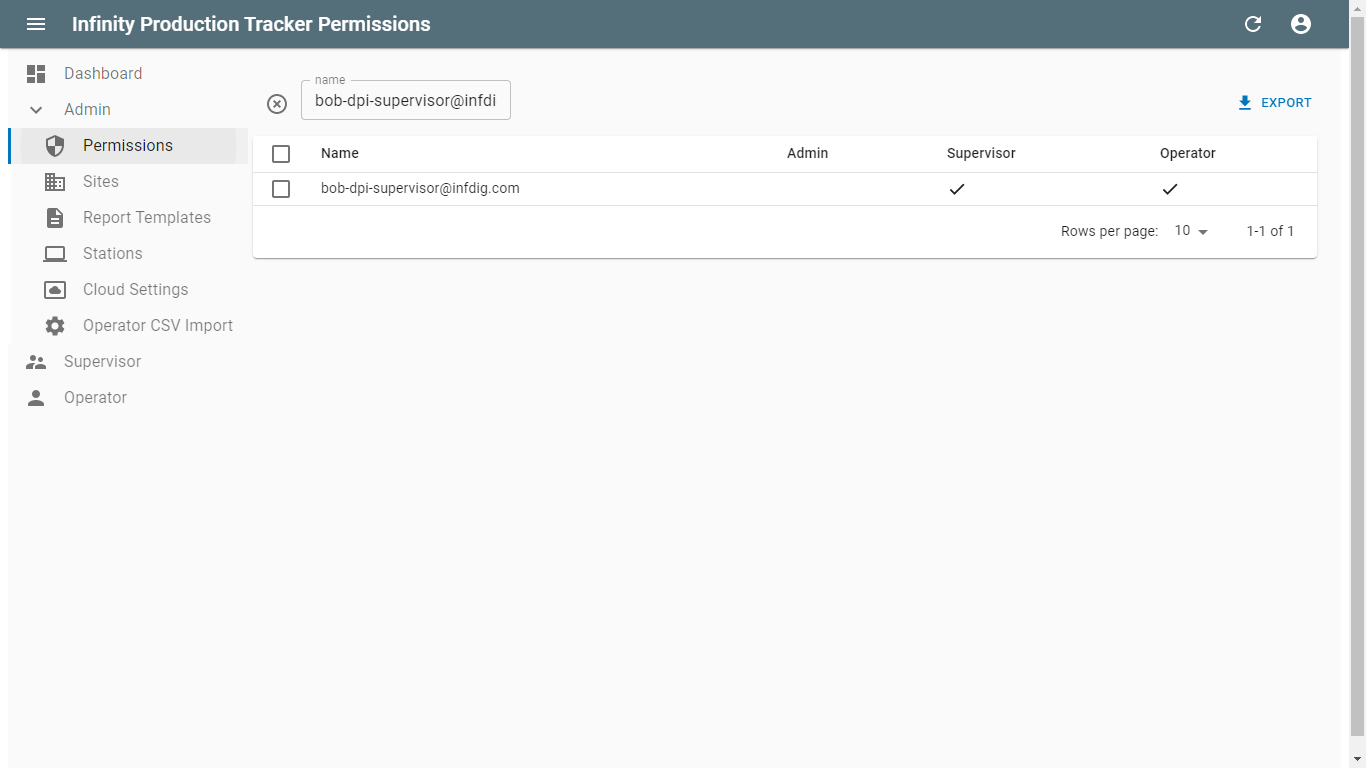 Infinity Production Tracker Permissions
Dashboard
Admin
Permissions
Sites
Report Templates
Stations
Cloud Settings
Operator CSV Import
Supervisor
Operator
name
bob-dpi-supervisor@infdi
EXPORT
Name Admin Supervisor Operator
bob-dpi-supervisor@infdig.com
Rows per page: 10 1-1 of 1